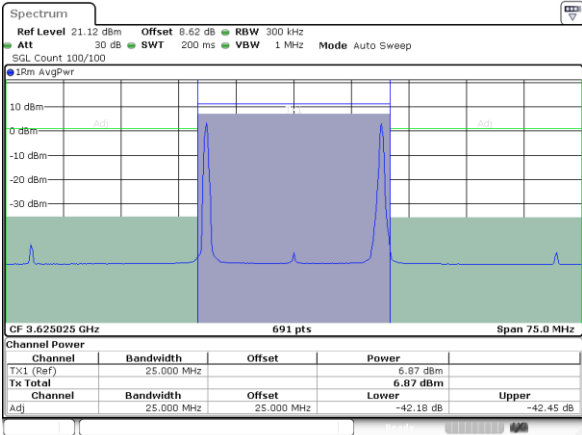 Spectrum
Ref Level 21.12 dBm Offset 8.62 dB RBW 300 kHz
Att 30 dB SWT 200 ms VBW 1 MHz Mode Auto Sweep
SGL Count 100/100
1Rm AvgPwr
10 dBm
Adj Adj
0 dBm
-10 dBm
-20 dBm
-30 dBm
CF 3.625025 GHz 691 pts Span 75.0 MHz
Channel Power
Channel Bandwidth Offset Power
TX1 (Ref) 25.000 MHz 6.87 dBm
Tx Total 6.87 dBm
Channel Bandwidth Offset Lower Upper
Adj 25.000 MHz 25.000 MHz -42.18 dB -42.45 dB
Ready